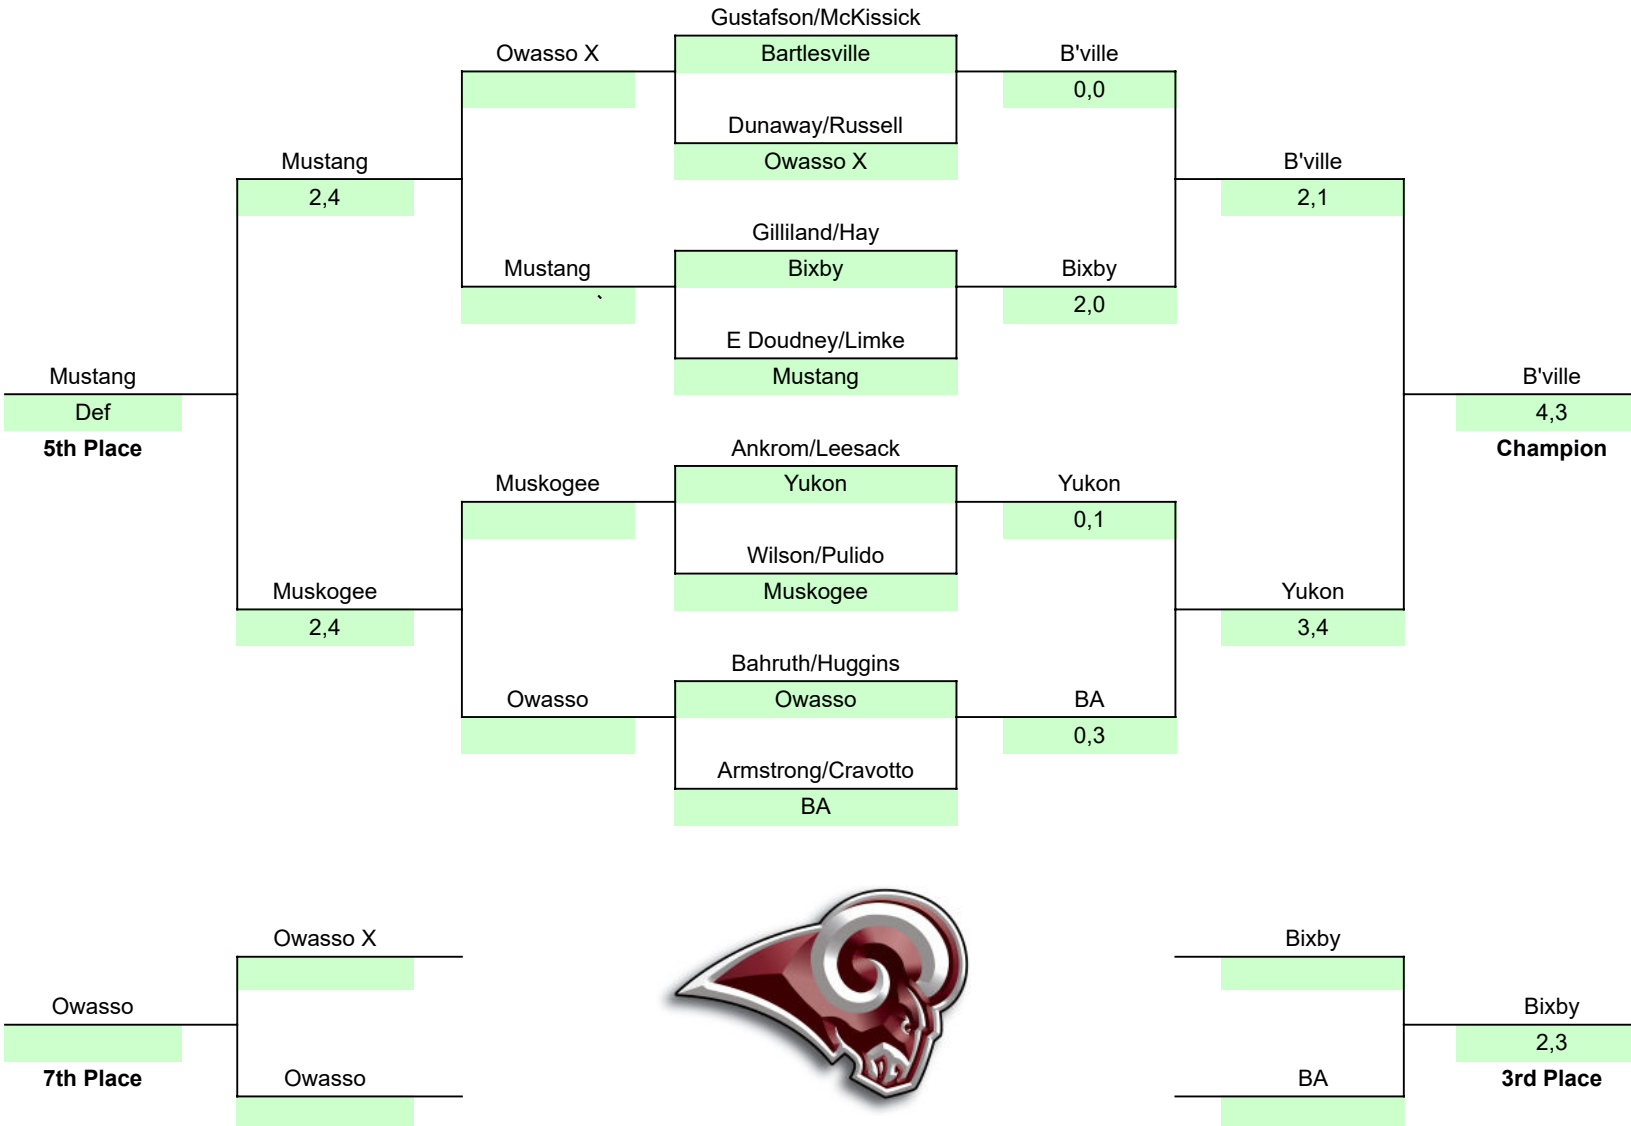 Gustafson/McKissick
Owasso X Bartlesville B'ville
0,0
Dunaway/Russell
Mustang Owasso X B'ville
2,4 2,1
Gilliland/Hay
Mustang Bixby Bixby
` 2,0
E Doudney/Limke
Mustang Mustang B'ville
Def 4,3
5th Place Ankrom/Leesack Champion
Muskogee Yukon Yukon
0,1
Wilson/Pulido
Muskogee Muskogee Yukon
2,4 3,4
Bahruth/Huggins
Owasso Owasso BA
0,3
Armstrong/Cravotto
BA
Owasso X Bixby
Owasso Bixby
2,3
7th Place Owasso BA 3rd Place